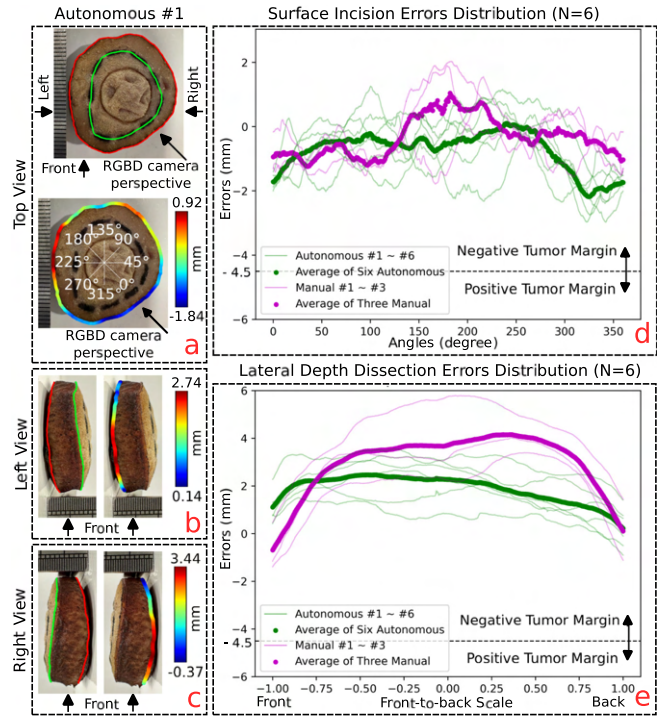 Autonomous #1
Surface Incision Errors Distribution (N=6)
Top View
Left
Right
Front
RGBD camera
perspective
135°
180°
90°
225°
45°
270°
0°
315°
0.92
mm
-1.84
RGBD camera
perspective
a
Errors (mm)
2
0
−2
−4
- 4.5
Autonomous #1 ~ #6
Average of Six Autonomous
Manual #1 ~ #3
Average of Three Manual
Negative Tumor Margin
Positive Tumor Margin
0
50
100
150
200
250
300
350
Angles (degree)
d
Left View
2.74
mm
0.14
Front
b
Right View
3.44
mm
-0.37
Front
c
Lateral Depth Dissection Errors Distribution (N=6)
Errors (mm)
6
4
2
0
−2
- 4.5
Autonomous #1 ~ #6
Average of Six Autonomous
Manual #1 ~ #3
Average of Three Manual
Negative Tumor Margin
Positive Tumor Margin
−1.00
−0.75
−0.50
−0.25
0.00
0.25
0.50
0.75
1.00
Front
Front-to-back Scale
Back
e